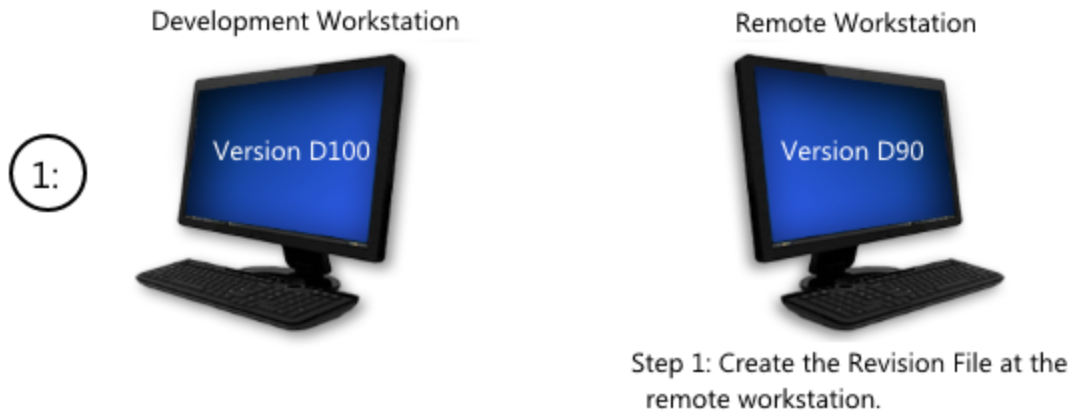 Development Workstation
Remote Workstation
1:
Version D100
Version D90
Step 1: Create the Revision File at the
remote workstation.